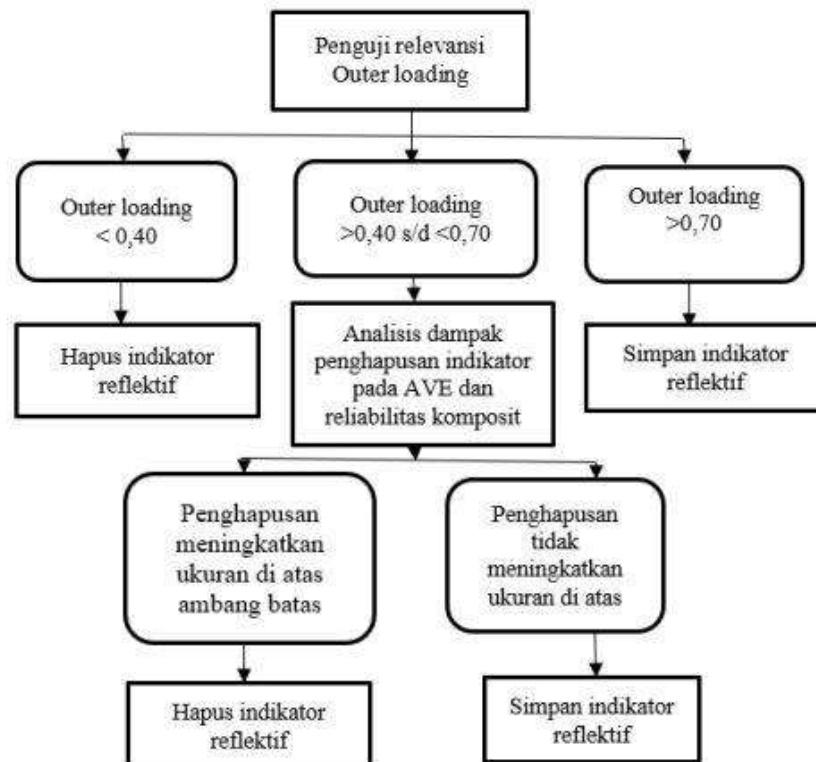 Penguji relevansi
Outer loading
Outer loading
< 0,40
Outer loading
>0,40 s/d <0,70
Outer loading
>0,70
Hapus indikator
reflektif
Analisis dampak
penghapusan indikator
pada AVE dan
reliabilitas komposit
Simpan indikator
reflektif
Penghapusan
meningkatkan
ukuran di atas
ambang batas
Penghapusan
tidak
meningkatkan
ukuran di atas
Hapus indikator
reflektif
Simpan indikator
reflektif